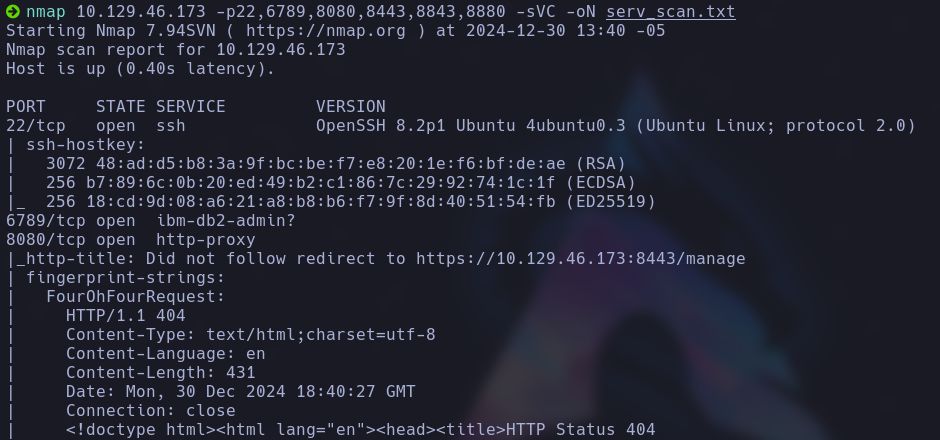 nmap 10.129.46.173 -p22,6789,8080,8443,8843,8880 -sVC -oN serv_scan.txt
Starting Nmap 7.94SVN ( https://nmap.org ) at 2024-12-30 13:40 -05
Nmap scan report for 10.129.46.173
Host is up (0.40s latency).
PORT     STATE SERVICE         VERSION
22/tcp   open  ssh             OpenSSH 8.2p1 Ubuntu 4ubuntu0.3 (Ubuntu Linux; protocol 2.0)
| ssh-hostkey:
|   3072 48:ad:d5:b8:3a:9f:bc:be:f7:e8:20:1e:f6:bf:de:ae (RSA)
|   256 b7:89:6c:0b:20:ed:49:b2:c1:86:7c:29:92:74:1c:1f (ECDSA)
|_  256 18:cd:9d:08:a6:21:a8:b8:b6:f7:9f:8d:40:51:54:fb (ED25519)
6789/tcp open  ibm-db2-admin?
8080/tcp open  http-proxy
|_http-title: Did not follow redirect to https://10.129.46.173:8443/manage
| fingerprint-strings:
|   FourOhFourRequest:
|     HTTP/1.1 404
|     Content-Type: text/html;charset=utf-8
|     Content-Language: en
|     Content-Length: 431
|     Date: Mon, 30 Dec 2024 18:40:27 GMT
|     Connection: close
|     <!doctype html><html lang="en"><head><title>HTTP Status 404